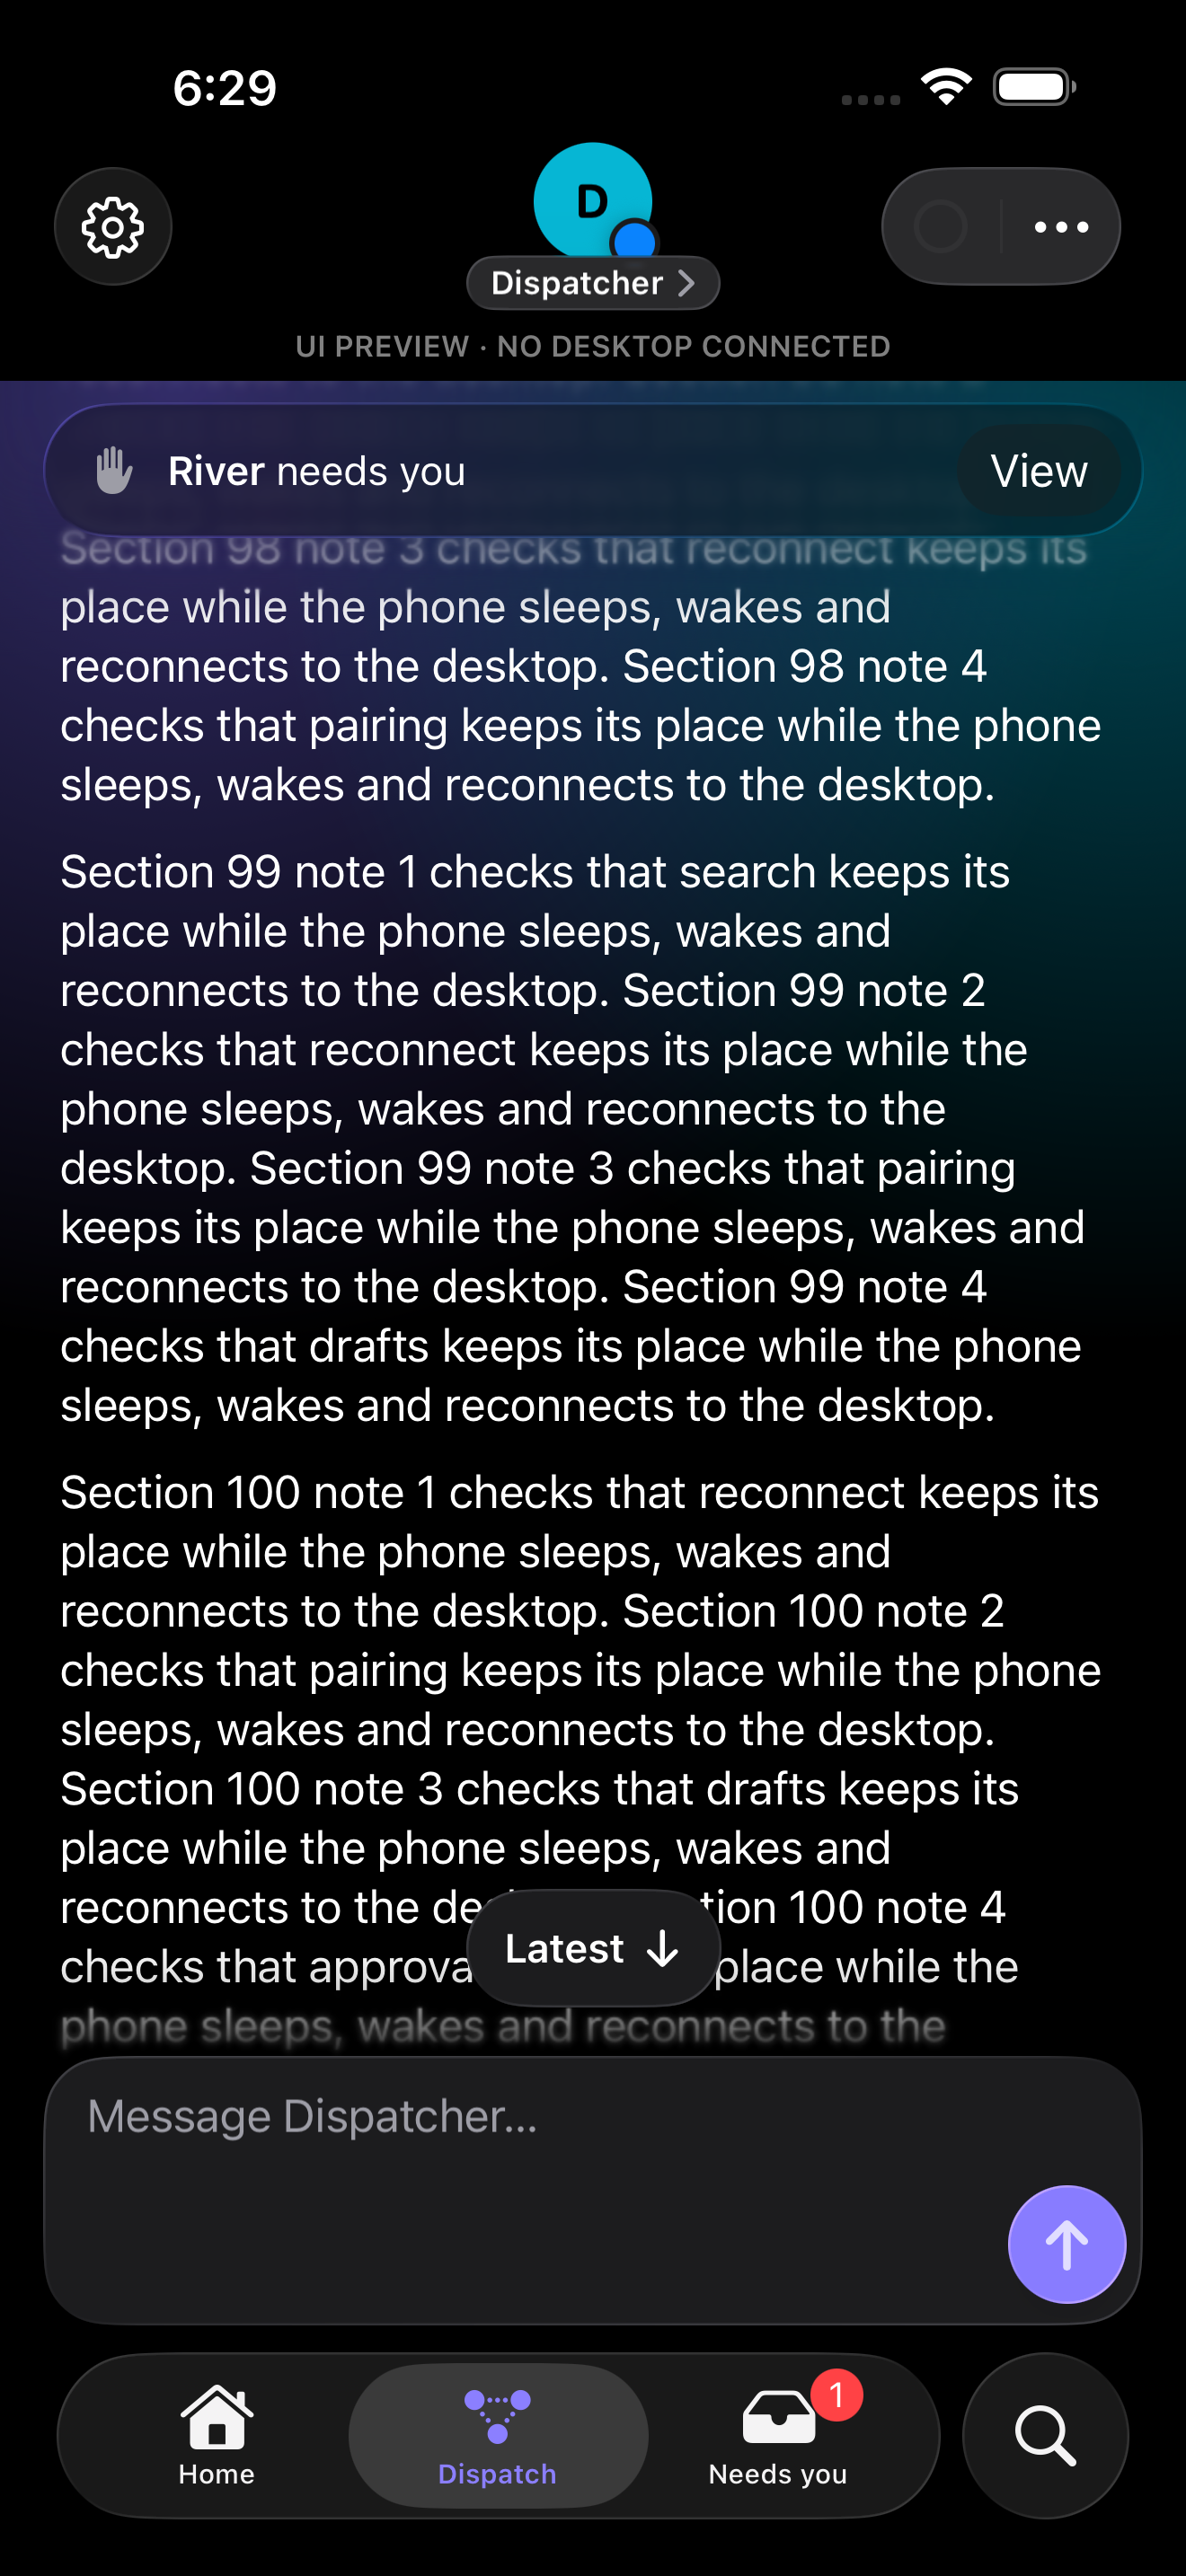 6:29
D
Dispatcher
UI PREVIEW · NO DESKTOP CONNECTED
River needs you
View
Section 98 note 3 checks that reconnect keeps its
place while the phone sleeps, wakes and
reconnects to the desktop. Section 98 note 4
checks that pairing keeps its place while the phone
sleeps, wakes and reconnects to the desktop.
Section 99 note 1 checks that search keeps its
place while the phone sleeps, wakes and
reconnects to the desktop. Section 99 note 2
checks that reconnect keeps its place while the
phone sleeps, wakes and reconnects to the
desktop. Section 99 note 3 checks that pairing
keeps its place while the phone sleeps, wakes and
reconnects to the desktop. Section 99 note 4
checks that drafts keeps its place while the phone
sleeps, wakes and reconnects to the desktop.
Section 100 note 1 checks that reconnect keeps its
place while the phone sleeps, wakes and
reconnects to the desktop. Section 100 note 2
checks that pairing keeps its place while the phone
sleeps, wakes and reconnects to the desktop.
Section 100 note 3 checks that drafts keeps its
place while the phone sleeps, wakes and
reconnects to the de tion 100 note 4
checks that approva place while the
phone sleeps, wakes and reconnects to the
Latest
Message Dispatcher...
Home
Dispatch
Needs you
1